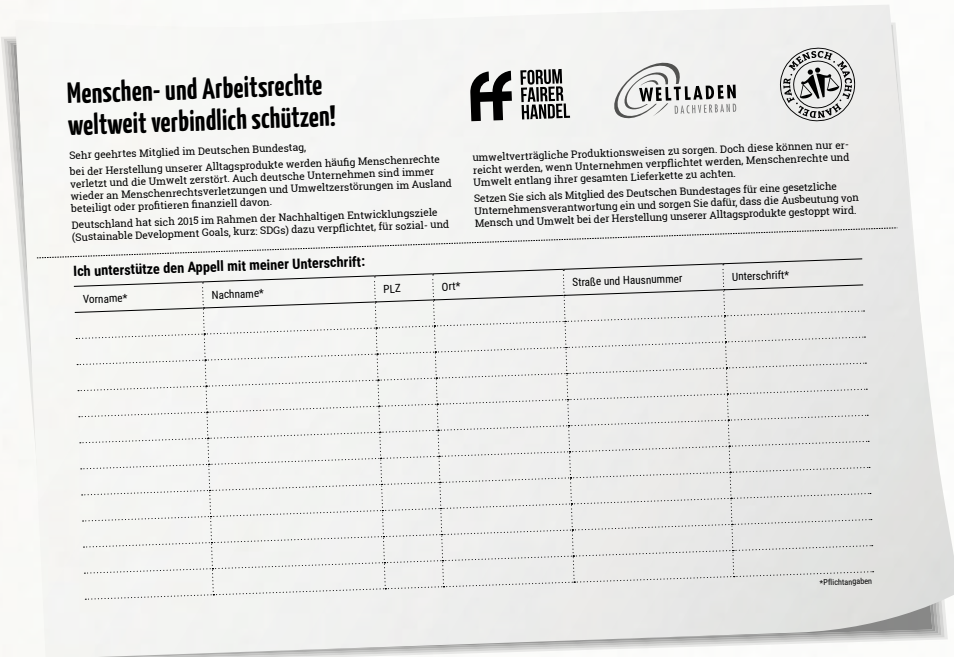 Menschen- und Arbeitsrechte
weltweit verbindlich schützen!
FORUM
FAIRER
HANDEL
WELTLADEN
DACHVERBAND
FAIR · MENSCH · MACHT · HANDEL ·
Sehr geehrtes Mitglied im Deutschen Bundestag,
bei der Herstellung unserer Alltagsprodukte werden häufig Menschenrechte
verletzt und die Umwelt zerstört. Auch deutsche Unternehmen sind immer
wieder an Menschenrechtsverletzungen und Umweltzerstörungen im Ausland
beteiligt oder profitieren finanziell davon.
Deutschland hat sich 2015 im Rahmen der Nachhaltigen Entwicklungsziele
(Sustainable Development Goals, kurz: SDGs) dazu verpflichtet, für sozial- und
umweltverträgliche Produktionsweisen zu sorgen. Doch diese können nur er-
reicht werden, wenn Unternehmen verpflichtet werden, Menschenrechte und
Umwelt entlang ihrer gesamten Lieferkette zu achten.
Setzen Sie sich als Mitglied des Deutschen Bundestages für eine gesetzliche
Unternehmensverantwortung ein und sorgen Sie dafür, dass die Ausbeutung von
Mensch und Umwelt bei der Herstellung unserer Alltagsprodukte gestoppt wird.
Ich unterstütze den Appell mit meiner Unterschrift:
Vorname* Nachname* PLZ Ort* Straße und Hausnummer Unterschrift*
*Pflichtangaben